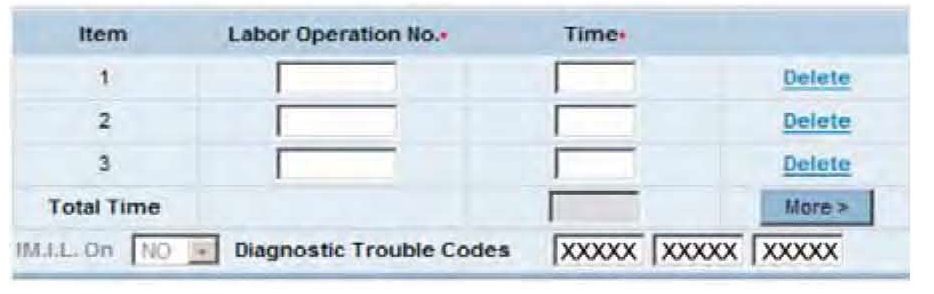 Item Labor Operation No.* Time*
1 Delete
2 Delete
3 Delete
Total Time More >
M.I.L. On NO Diagnostic Trouble Codes XXXXX XXXXX XXXXX